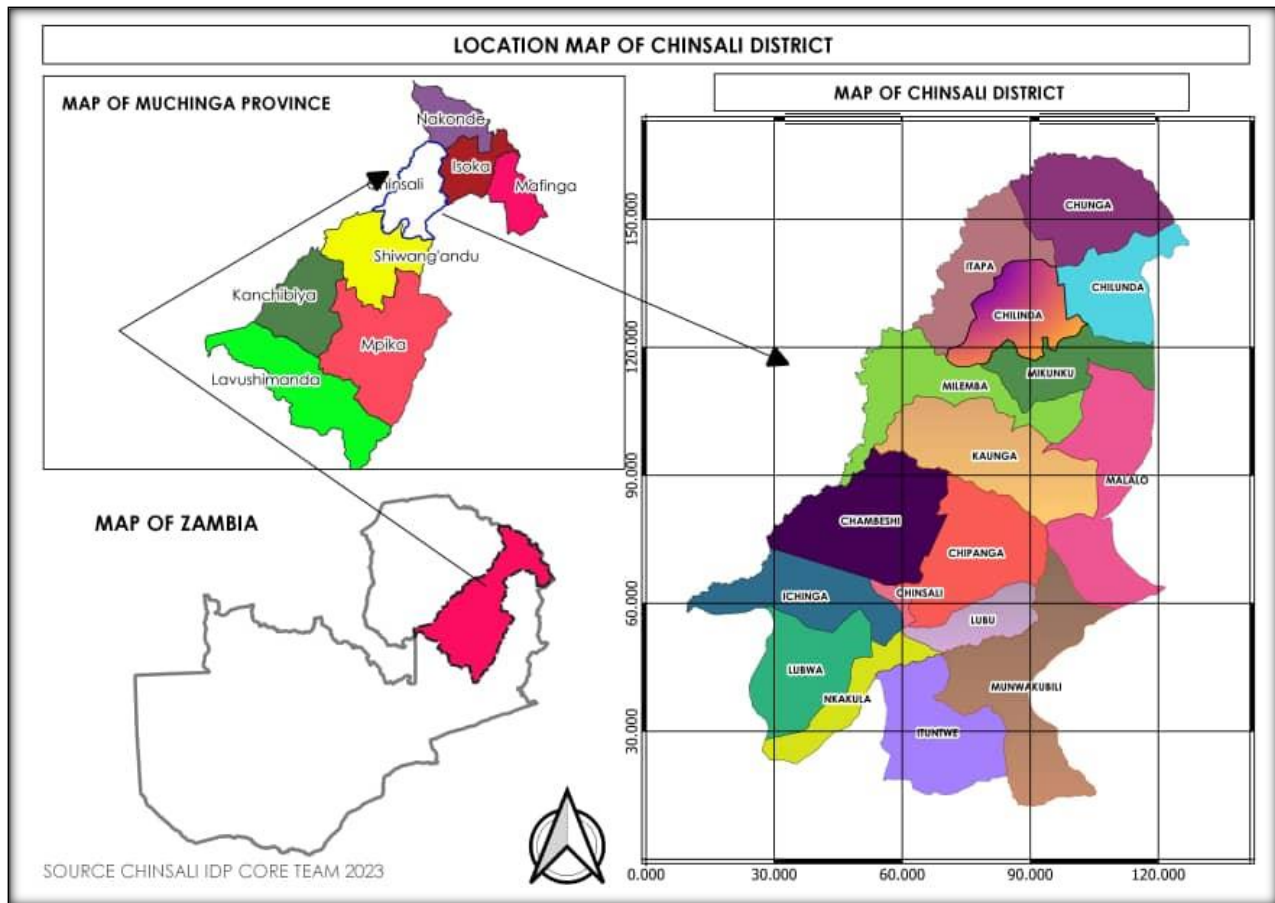 LOCATION MAP OF CHINSALI DISTRICT
MAP OF MUCHINGA PROVINCE
Nakonde
Isoka
Mafinga
Chinsali
Shiwang'andu
Kanchibiya
Mpika
Lavushimanda
MAP OF ZAMBIA
SOURCE CHINSALI IDP CORE TEAM 2023
MAP OF CHINSALI DISTRICT
CHUNGA
ITAPA
CHILUNDA
CHILINDA
MIKUNKU
MILEMBA
KAUNGA
MALALO
CHAMBESHI
CHIPANGA
ICHINGA
CHINSALI
LUBU
LUBWA
MUNWAKUBILI
NKAKULA
ITUNTWE
150.000
120.000
90.000
60.000
30.000
0.000
30.000
60.000
90.000
120.000